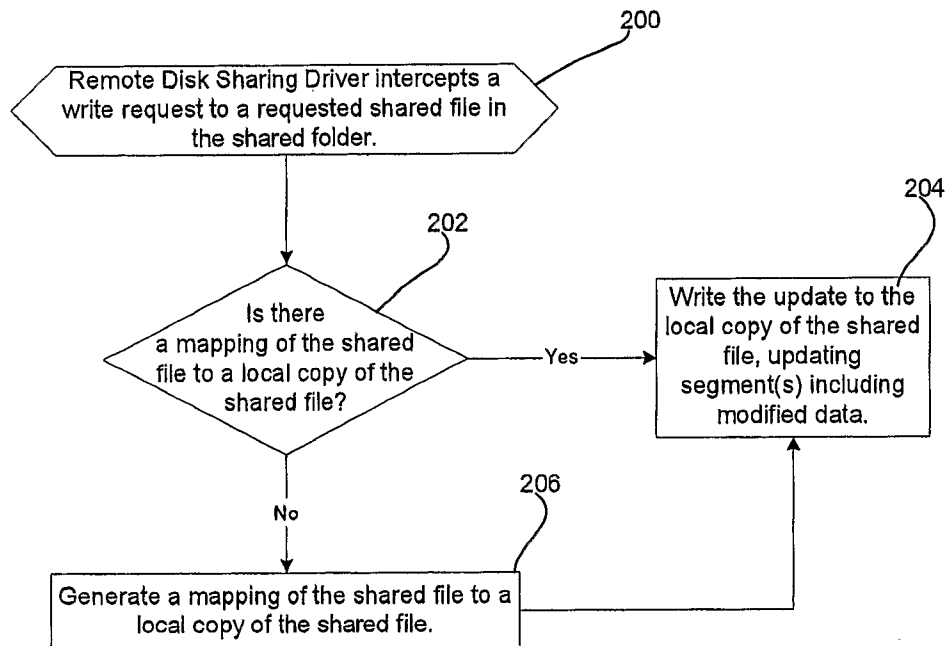 200
Remote Disk Sharing Driver intercepts a
write request to a requested shared file in
the shared folder.
202
Is there
a mapping of the shared
file to a local copy of the
shared file?
Yes
204
Write the update to the
local copy of the shared
file, updating
segment(s) including
modified data.
No
206
Generate a mapping of the shared file to a
local copy of the shared file.